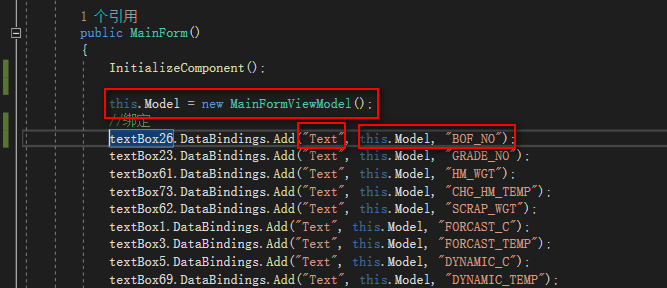 1 个引用
public MainForm()
{
InitializeComponent();
this.Model = new MainFormViewModel();
//绑定
textBox26.DataBindings.Add("Text", this.Model, "BOF_NO");
textBox23.DataBindings.Add("Text", this.Model, "GRADE_NO");
textBox61.DataBindings.Add("Text", this.Model, "HM_WGT");
textBox73.DataBindings.Add("Text", this.Model, "CHG_HM_TEMP");
textBox62.DataBindings.Add("Text", this.Model, "SCRAP_WGT");
textBox1.DataBindings.Add("Text", this.Model, "FORCAST_C");
textBox3.DataBindings.Add("Text", this.Model, "FORCAST_TEMP");
textBox5.DataBindings.Add("Text", this.Model, "DYNAMIC_C");
textBox69.DataBindings.Add("Text", this.Model, "DYNAMIC_TEMP");